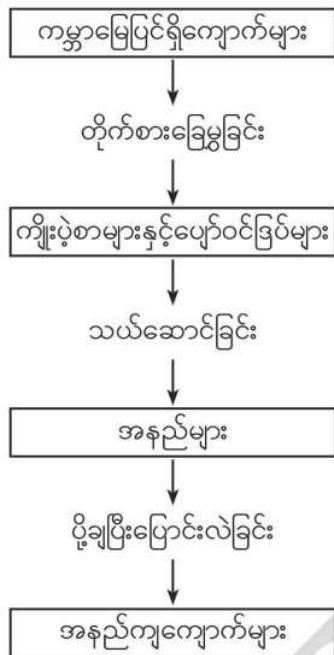 ကမ္ဘာမြေပြင်ရှိကျောက်များ
တိုက်စားခြေမွခြင်း
ကျိုးပဲ့စာများနှင့်ပျော်ဝင်ဒြပ်များ
သယ်ဆောင်ခြင်း
အနည်များ
ပို့ချပြီးပြောင်းလဲခြင်း
အနည်ကျကျောက်များ